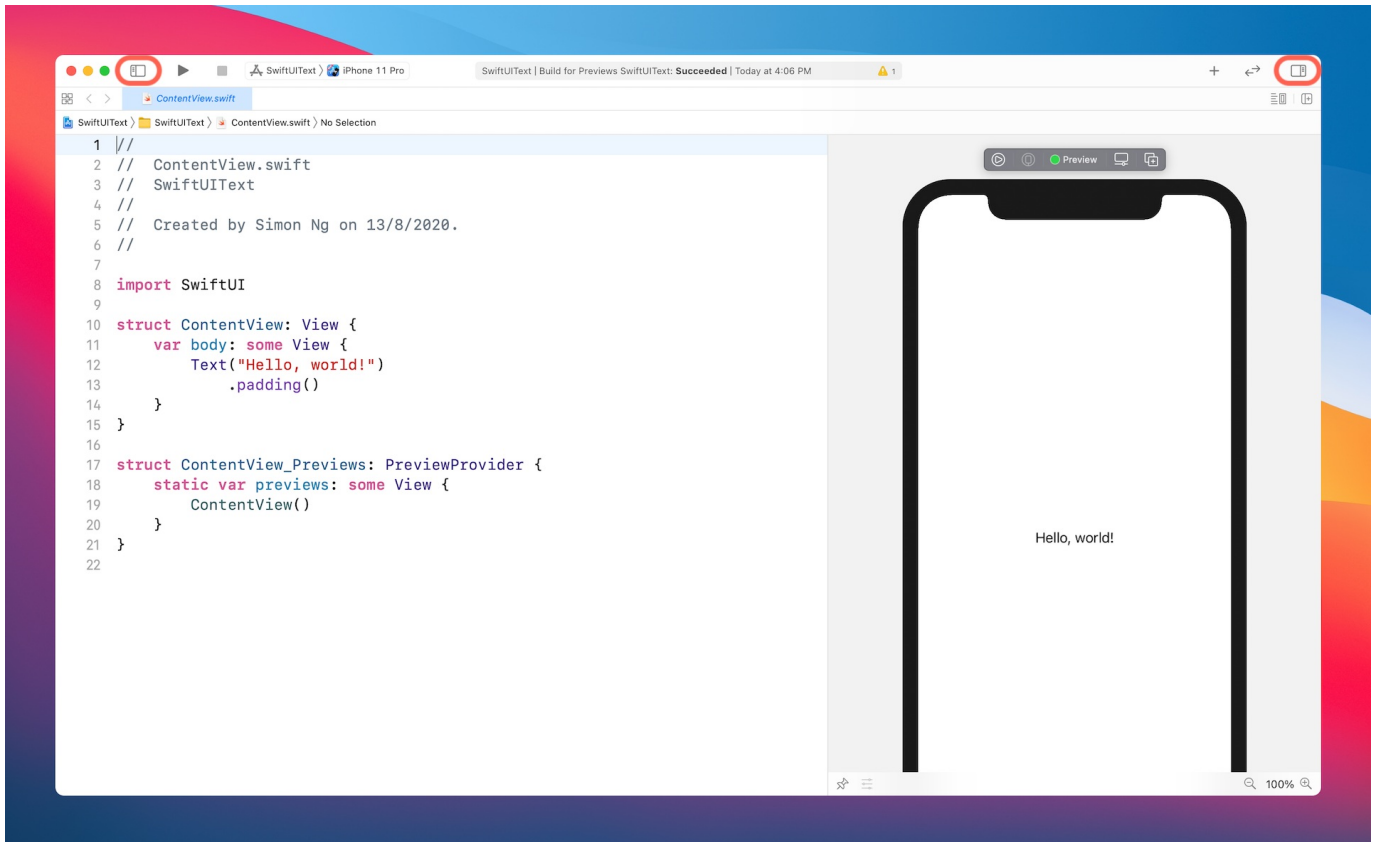 SwiftUIText 〉 iPhone 11 Pro
SwiftUIText | Build for Previews SwiftUIText: Succeeded | Today at 4:06 PM
1
ContentView.swift
SwiftUIText 〉 SwiftUIText 〉 ContentView.swift 〉 No Selection
1 //
2 //  ContentView.swift
3 //  SwiftUIText
4 //
5 //  Created by Simon Ng on 13/8/2020.
6 //
7
8 import SwiftUI
9
10 struct ContentView: View {
11     var body: some View {
12         Text("Hello, world!")
13             .padding()
14     }
15 }
16
17 struct ContentView_Previews: PreviewProvider {
18     static var previews: some View {
19         ContentView()
20     }
21 }
22
Preview
Hello, world!
100%